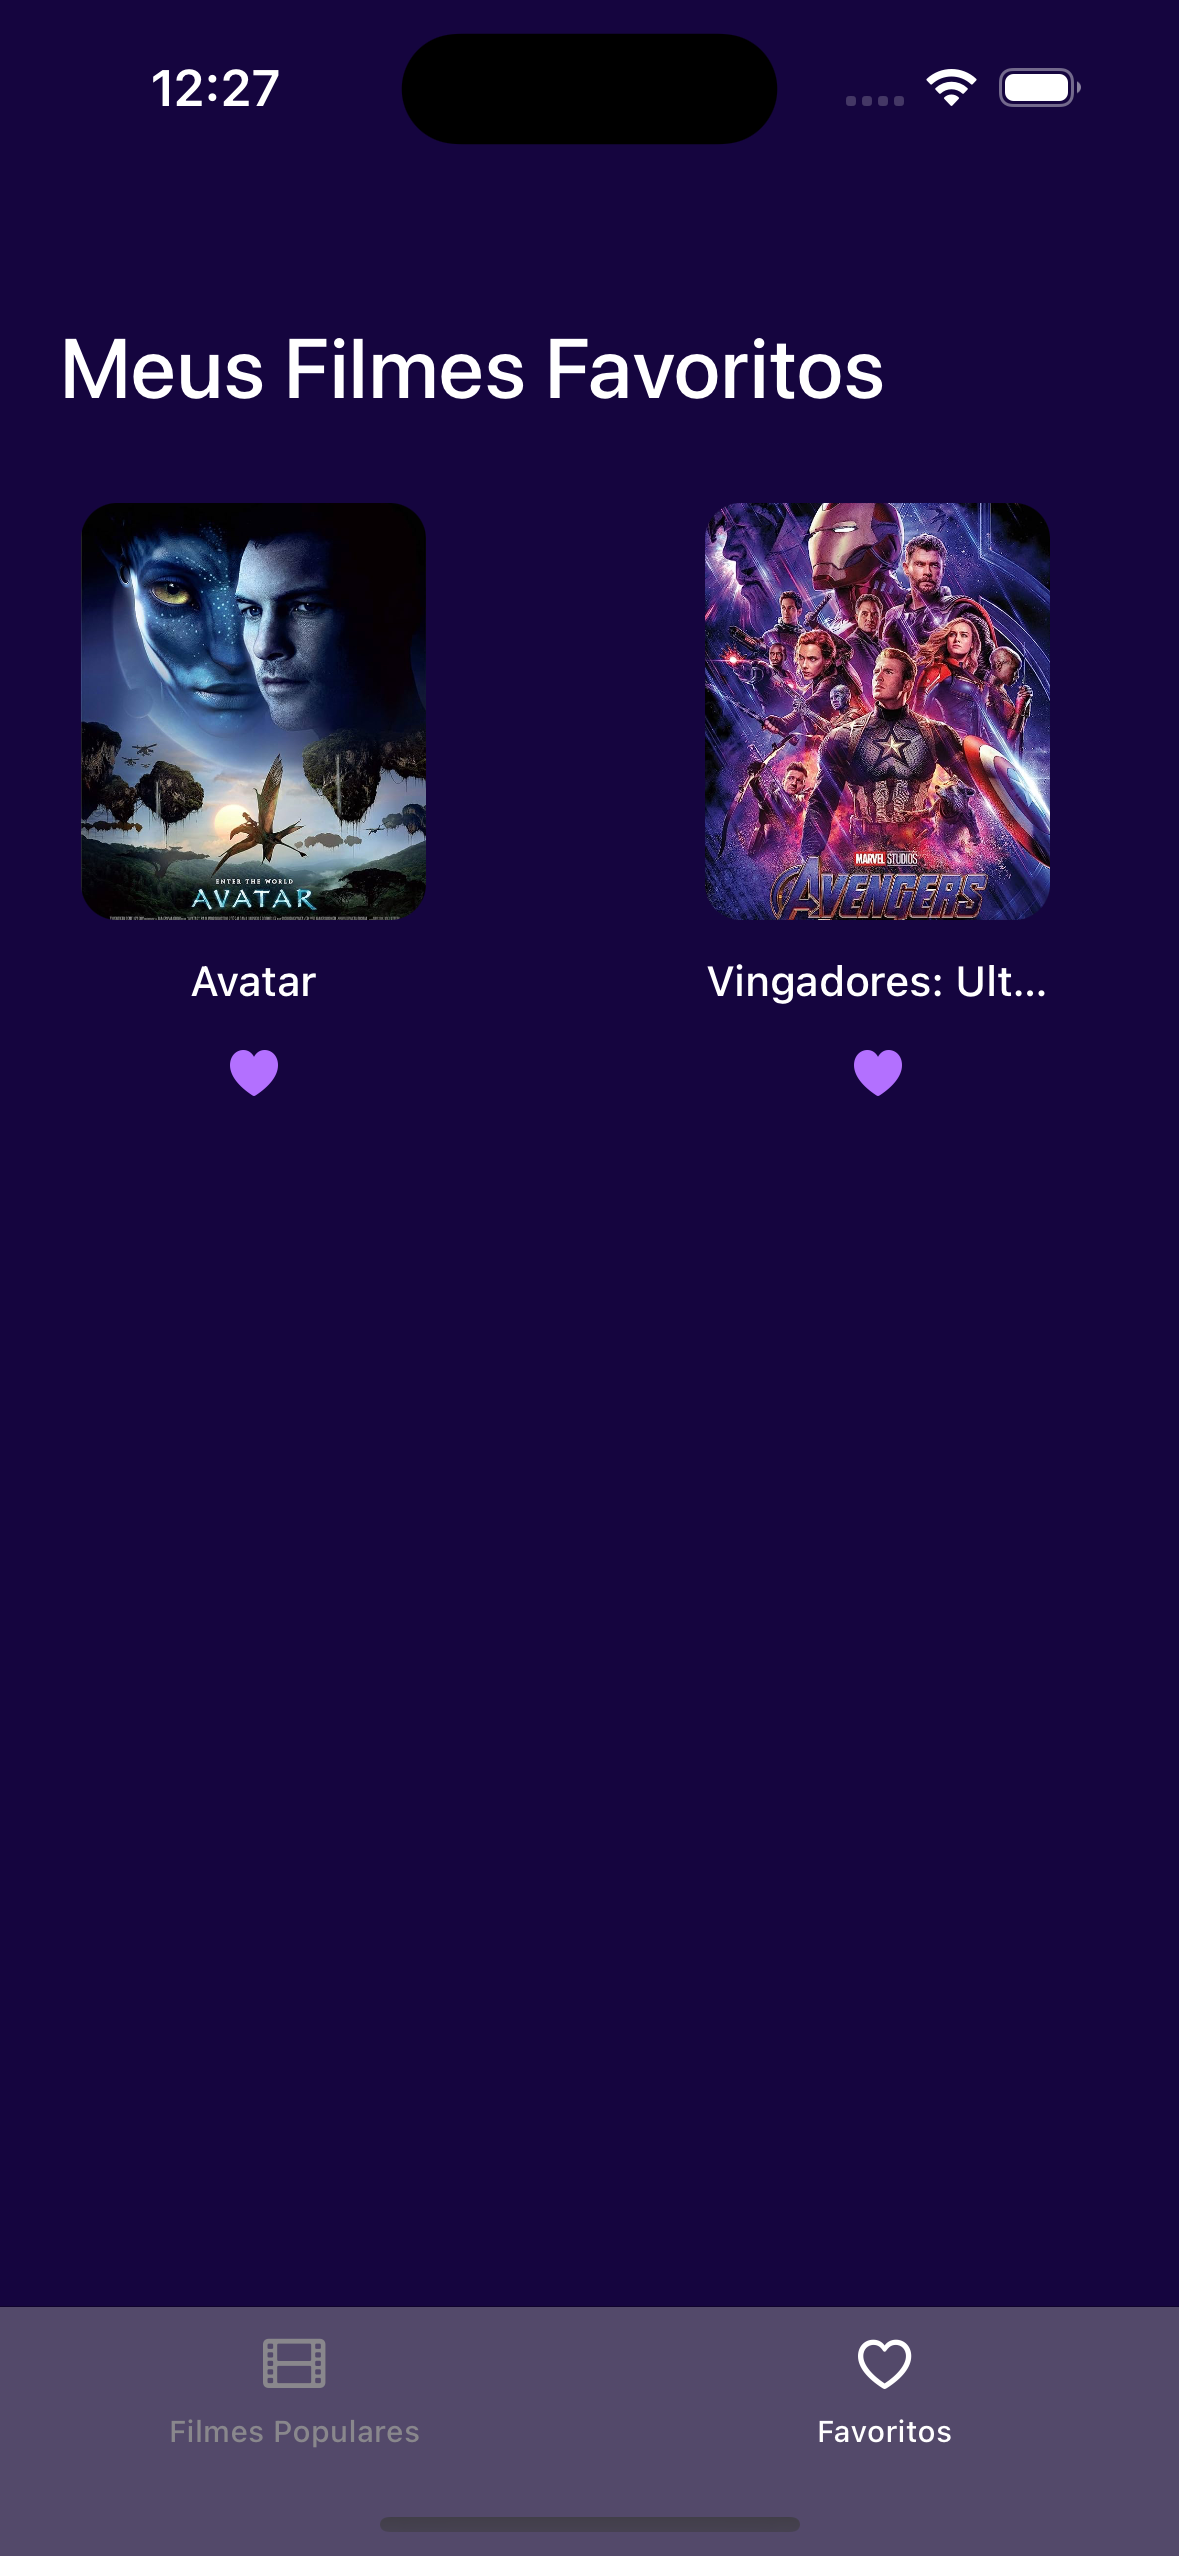 12:27
Meus Filmes Favoritos
ENTER THE WORLD
AVATAR
MARVEL STUDIOS
AVENGERS
Avatar
Vingadores: Ult...
Filmes Populares
Favoritos